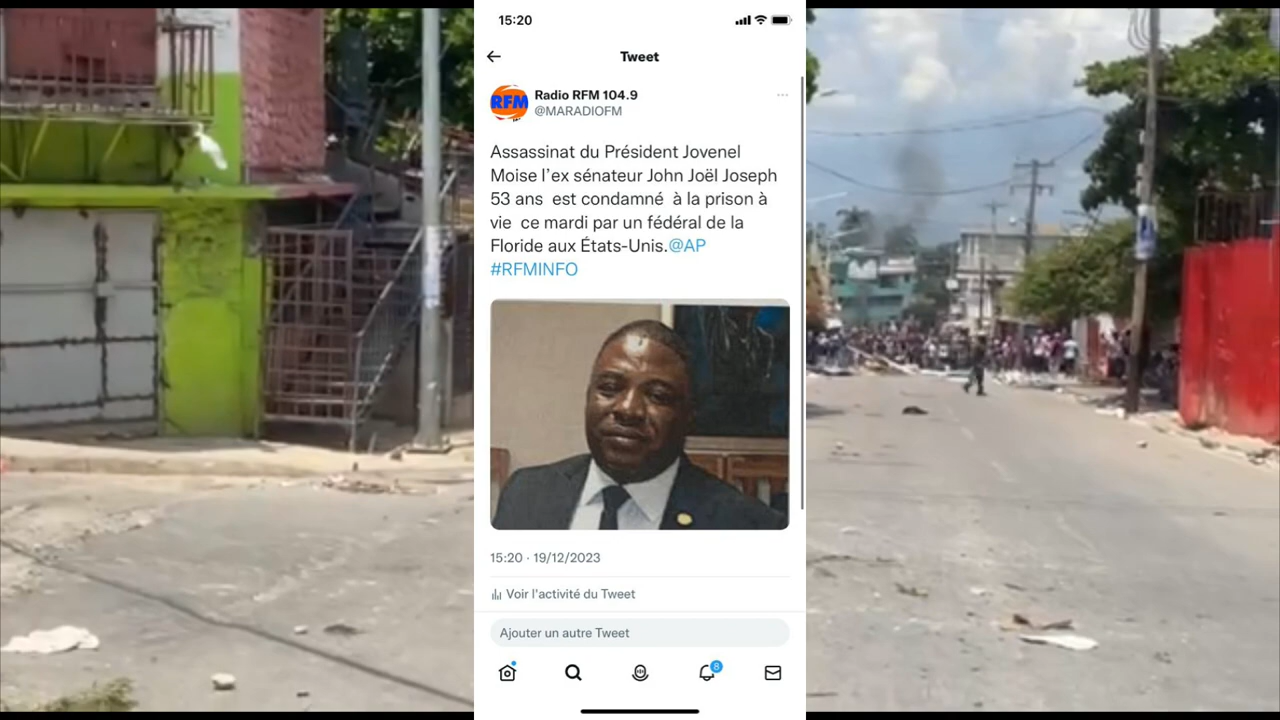 15:20
Tweet
RFM
Radio RFM 104.9
@MARADIOFM
Assassinat du Président Jovenel
Moise l'ex sénateur John Joël Joseph
53 ans est condamné à la prison à
vie ce mardi par un fédéral de la
Floride aux États-Unis.@AP
#RFMINFO
15:20 · 19/12/2023
Voir l'activité du Tweet
Ajouter un autre Tweet
8